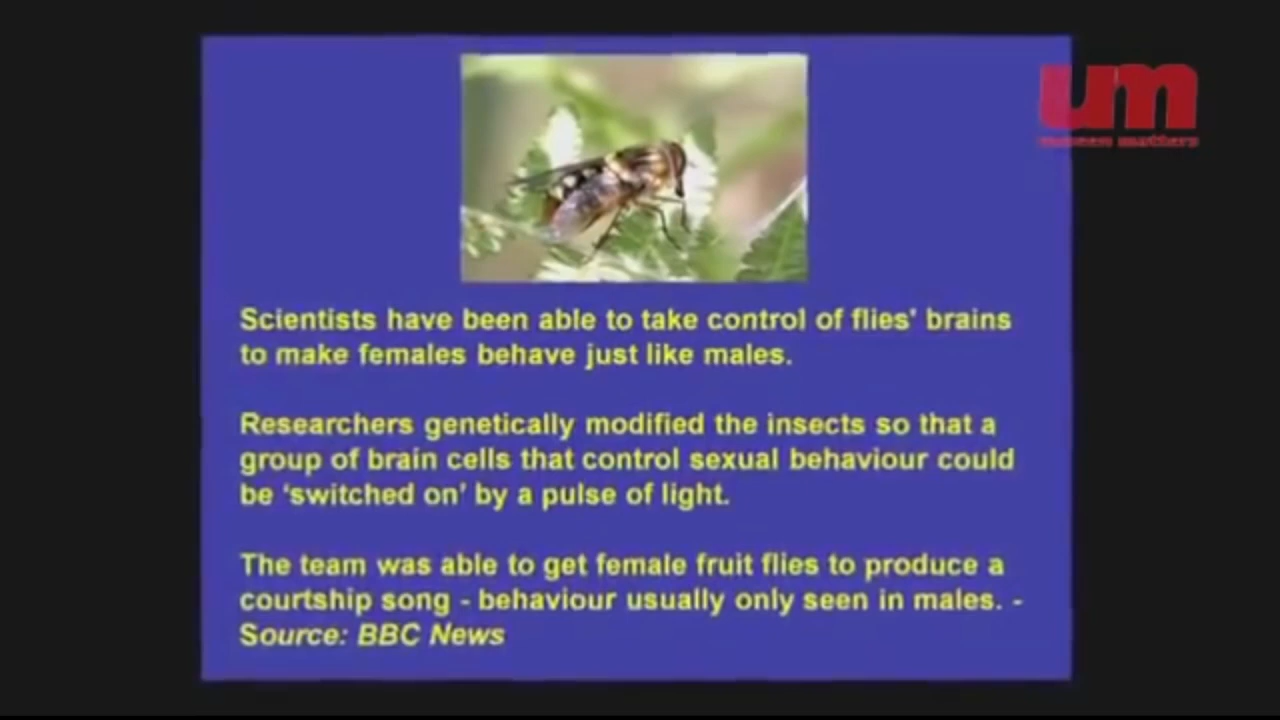 um
Scientists have been able to take control of flies' brains
to make females behave just like males.
Researchers genetically modified the insects so that a
group of brain cells that control sexual behaviour could
be ‘switched on’ by a pulse of light.
The team was able to get female fruit flies to produce a
courtship song - behaviour usually only seen in males. -
Source: BBC News